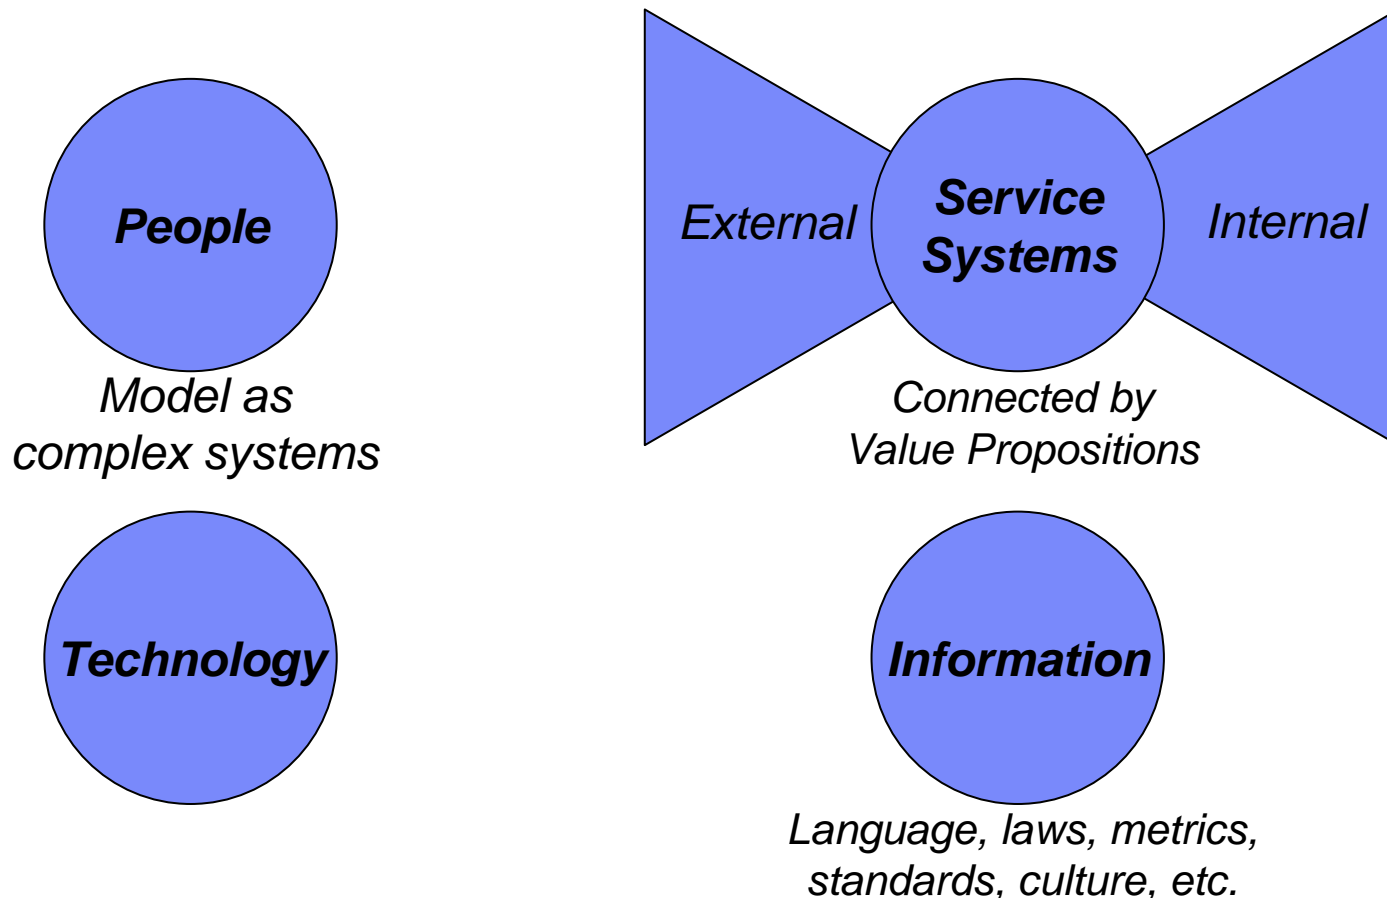 People
Model as
complex systems
External
Service
Systems
Internal
Connected by
Value Propositions
Technology
Information
Language, laws, metrics,
standards, culture, etc.